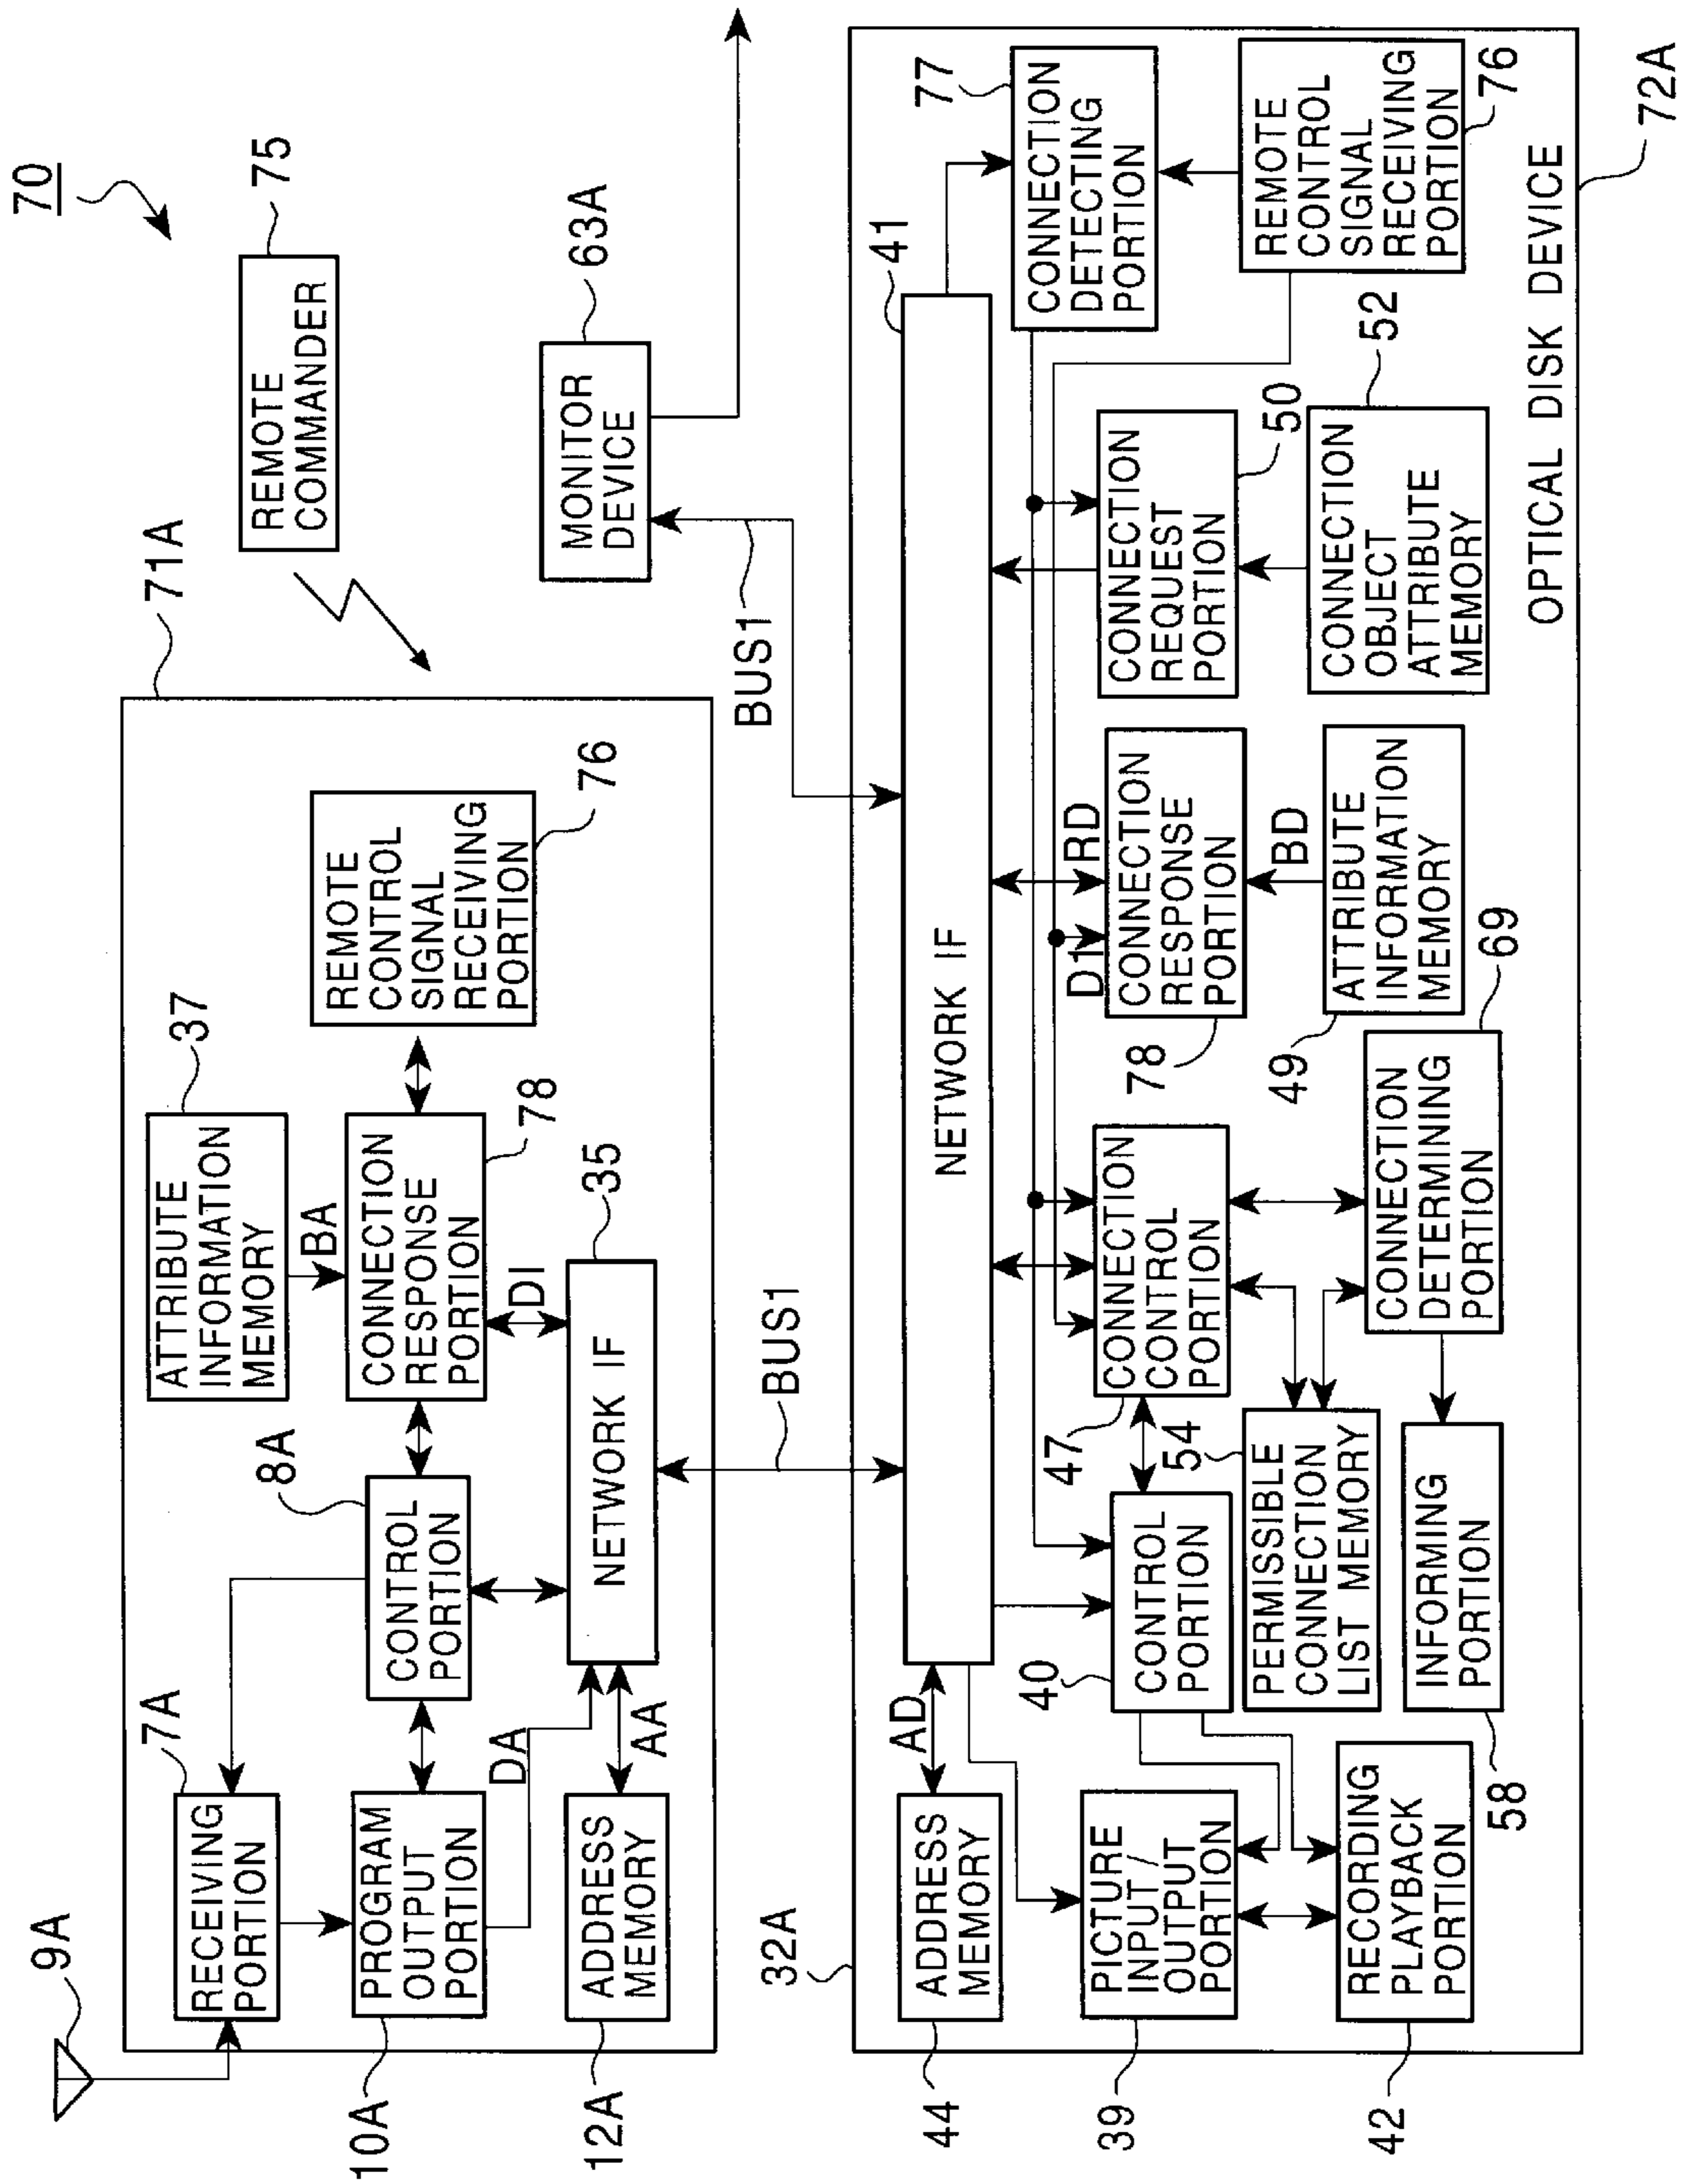 70
REMOTE
COMMANDER
75
71A
9A
7A
RECEIVING
PORTION
ATTRIBUTE
INFORMATION
MEMORY
37
BA
8A
CONTROL
PORTION
CONNECTION
RESPONSE
PORTION
78
REMOTE
CONTROL
SIGNAL
RECEIVING
PORTION
76
PROGRAM
OUTPUT
PORTION
10A
DA
DI
ADDRESS
MEMORY
12A
AA
NETWORK IF
35
MONITOR
DEVICE
63A
BUS1
BUS1
32A
ADDRESS
MEMORY
44
AD
NETWORK IF
41
CONNECTION
DETECTING
PORTION
77
PICTURE
INPUT/
OUTPUT
PORTION
39
CONTROL
PORTION
40
CONNECTION
CONTROL
PORTION
47
D1
RD
CONNECTION
RESPONSE
PORTION
78
CONNECTION
REQUEST
PORTION
50
REMOTE
CONTROL
SIGNAL
RECEIVING
PORTION
76
RECORDING
PLAYBACK
PORTION
42
PERMISSIBLE
CONNECTION
LIST MEMORY
54
INFORMING
PORTION
58
CONNECTION
DETERMINING
PORTION
69
BD
ATTRIBUTE
INFORMATION
MEMORY
49
CONNECTION
OBJECT
ATTRIBUTE
MEMORY
52
OPTICAL DISK DEVICE
72A